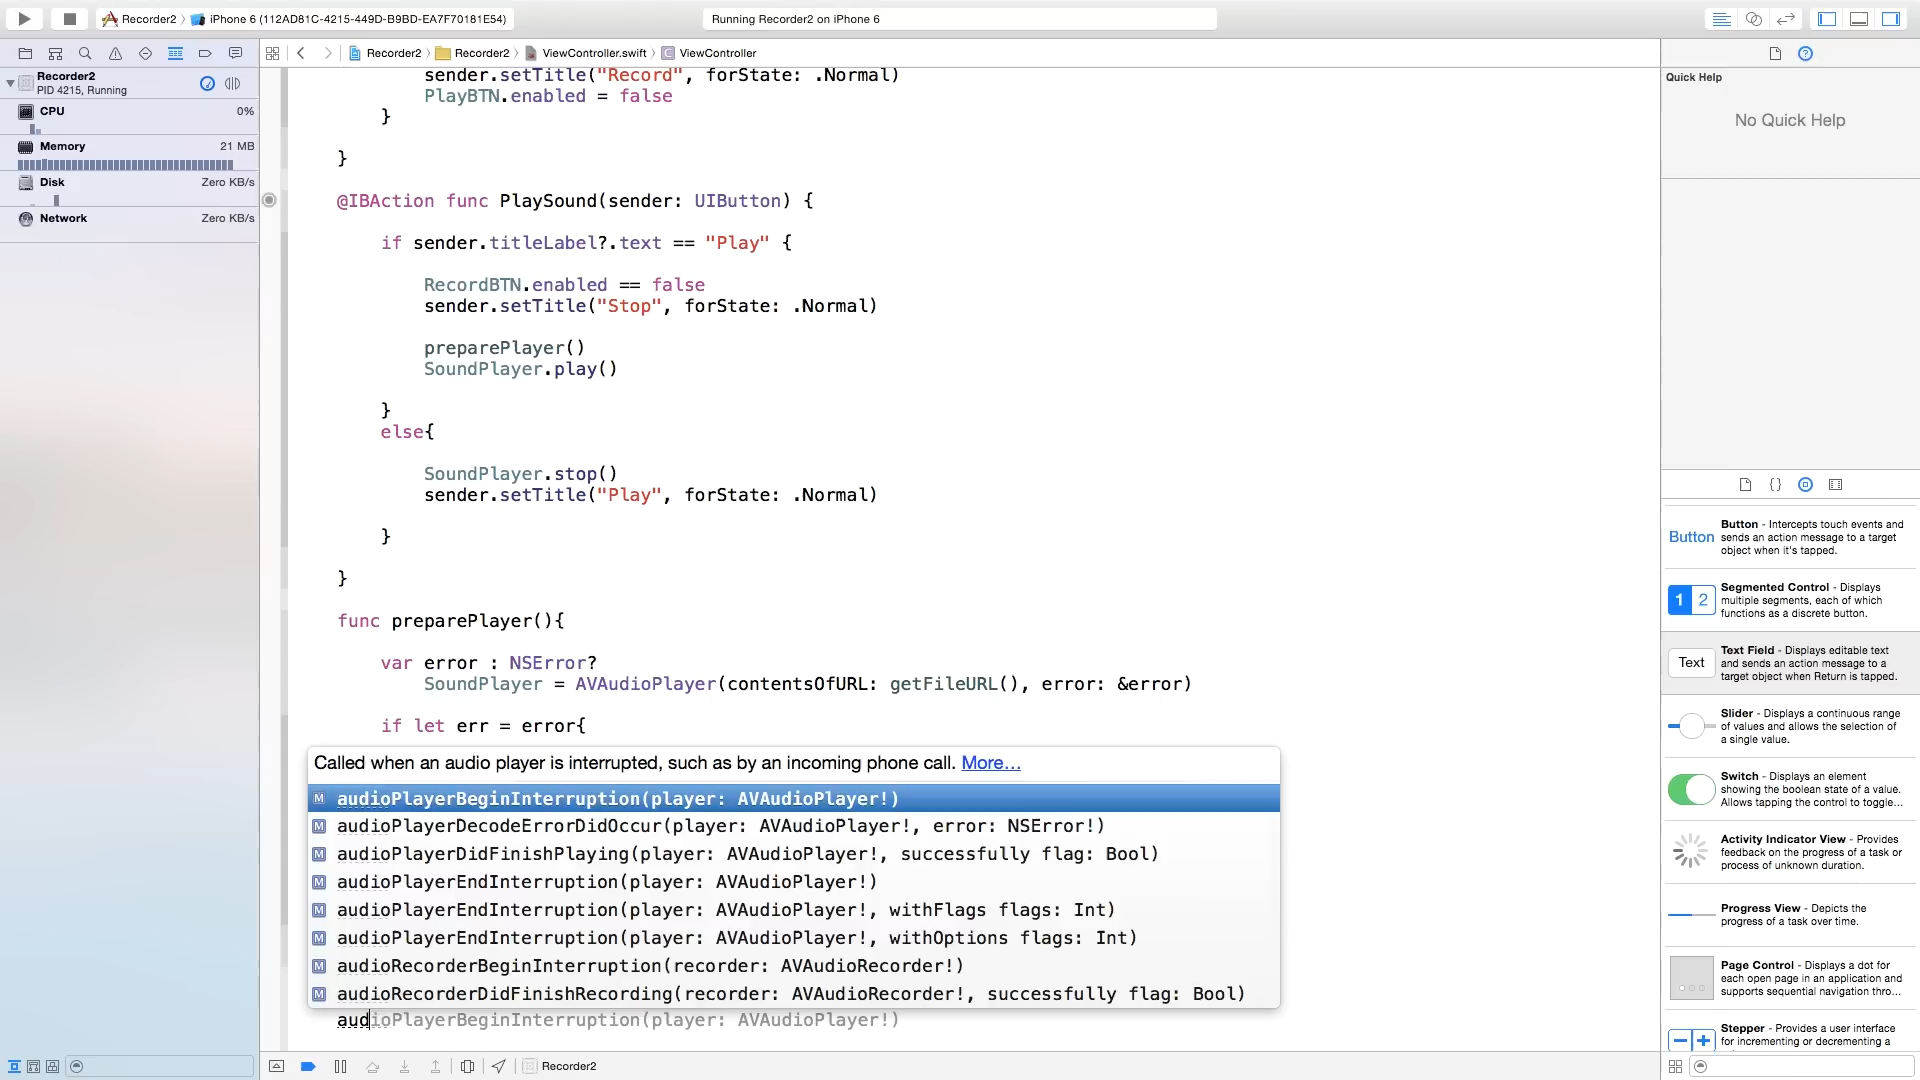 Recorder2 iPhone 6 (112AD81C-4215-449D-B9BD-EA7F70181E54)
Running Recorder2 on iPhone 6
Recorder2 Recorder2 ViewController.swift ViewController
Recorder2
PID 4215, Running
CPU 0%
Memory 21 MB
Disk Zero KB/s
Network Zero KB/s
sender.setTitle("Record", forState: .Normal)
PlayBTN.enabled = false
}
}
@IBAction func PlaySound(sender: UIButton) {
if sender.titleLabel?.text == "Play" {
RecordBTN.enabled == false
sender.setTitle("Stop", forState: .Normal)
preparePlayer()
SoundPlayer.play()
}
else{
SoundPlayer.stop()
sender.setTitle("Play", forState: .Normal)
}
}
func preparePlayer(){
var error : NSError?
SoundPlayer = AVAudioPlayer(contentsOfURL: getFileURL(), error: &error)
if let err = error{
Called when an audio player is interrupted, such as by an incoming phone call. More...
M audioPlayerBeginInterruption(player: AVAudioPlayer!)
M audioPlayerDecodeErrorDidOccur(player: AVAudioPlayer!, error: NSError!)
M audioPlayerDidFinishPlaying(player: AVAudioPlayer!, successfully flag: Bool)
M audioPlayerEndInterruption(player: AVAudioPlayer!)
M audioPlayerEndInterruption(player: AVAudioPlayer!, withFlags flags: Int)
M audioPlayerEndInterruption(player: AVAudioPlayer!, withOptions flags: Int)
M audioRecorderBeginInterruption(recorder: AVAudioRecorder!)
M audioRecorderDidFinishRecording(recorder: AVAudioRecorder!, successfully flag: Bool)
audioPlayerBeginInterruption(player: AVAudioPlayer!)
Recorder2
Quick Help
No Quick Help
Button
Button - Intercepts touch events and
sends an action message to a target
object when it's tapped.
1 2
Segmented Control - Displays
multiple segments, each of which
functions as a discrete button.
Text
Text Field - Displays editable text
and sends an action message to a
target object when Return is tapped.
Slider - Displays a continuous range
of values and allows the selection of
a single value.
Switch - Displays an element
showing the boolean state of a value.
Allows tapping the control to toggle...
Activity Indicator View - Provides
feedback on the progress of a task or
process of unknown duration.
Progress View - Depicts the
progress of a task over time.
Page Control - Displays a dot for
each open page in an application and
supports sequential navigation thro...
Stepper - Provides a user interface
for incrementing or decrementing a